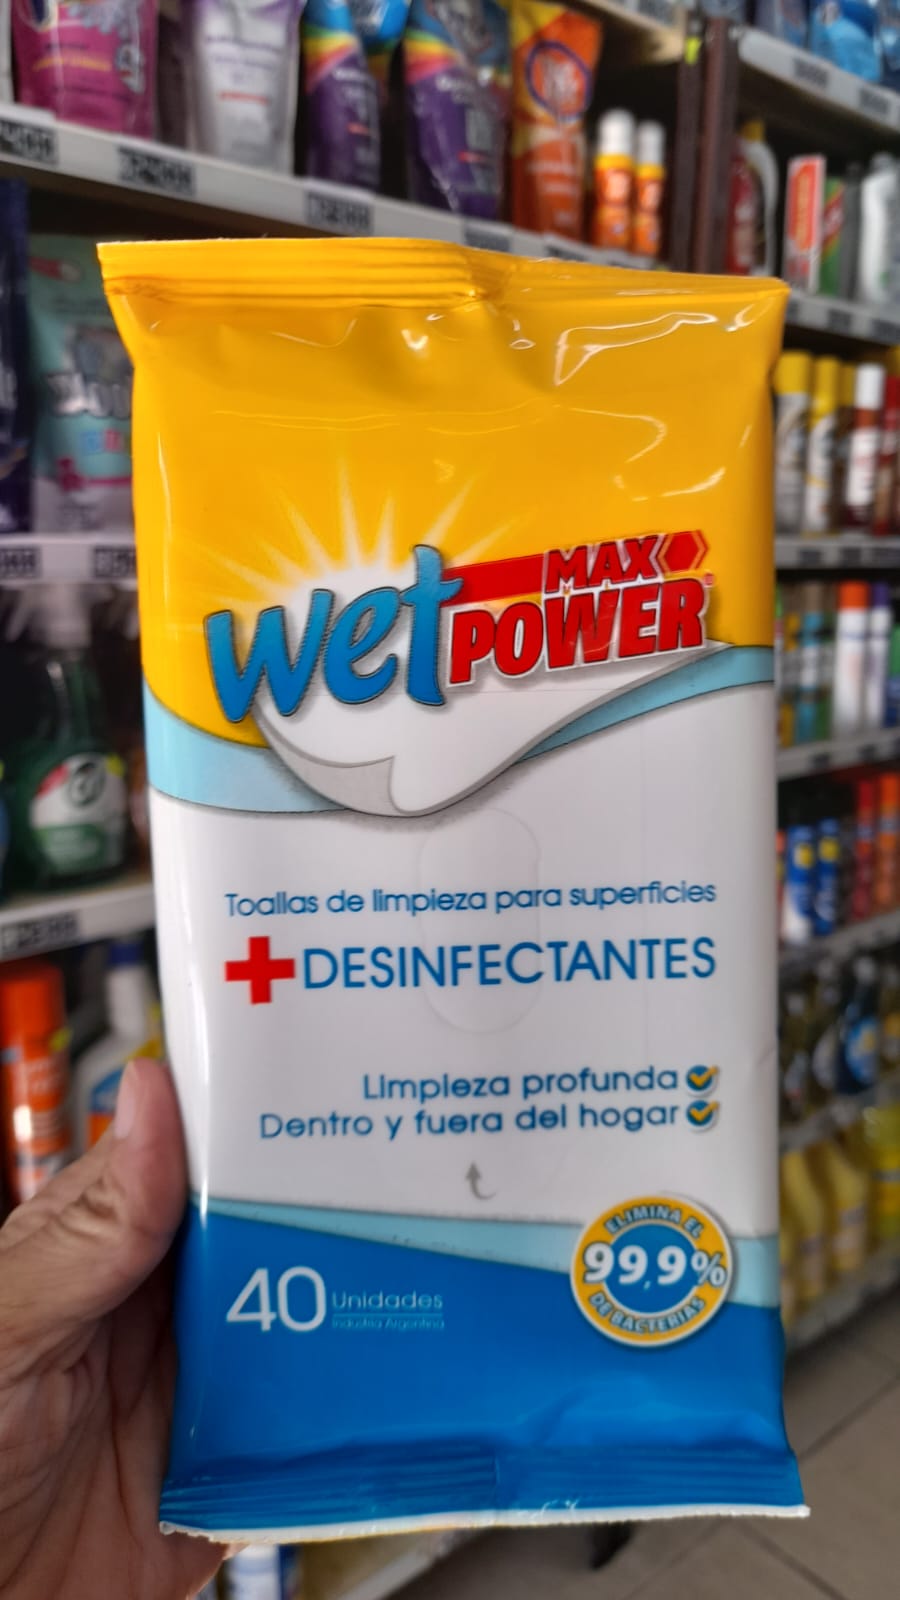 wet MAX
POWER®
Toallas de limpieza para superficies
+DESINFECTANTES
Limpieza profunda
Dentro y fuera del hogar
40 Unidades
Industria Argentina
ELIMINA EL
99,9%
DE BACTERIAS